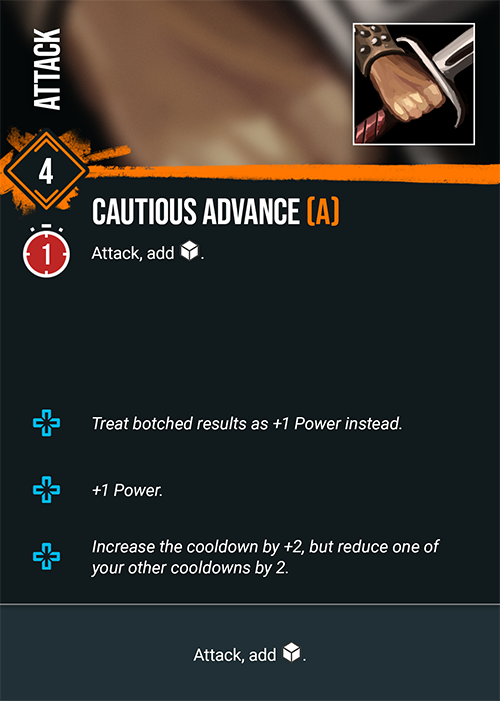 ATTACK
4
CAUTIOUS ADVANCE (A)
1
Attack, add .
Treat botched results as +1 Power instead.
+1 Power.
Increase the cooldown by +2, but reduce one of
your other cooldowns by 2.
Attack, add .